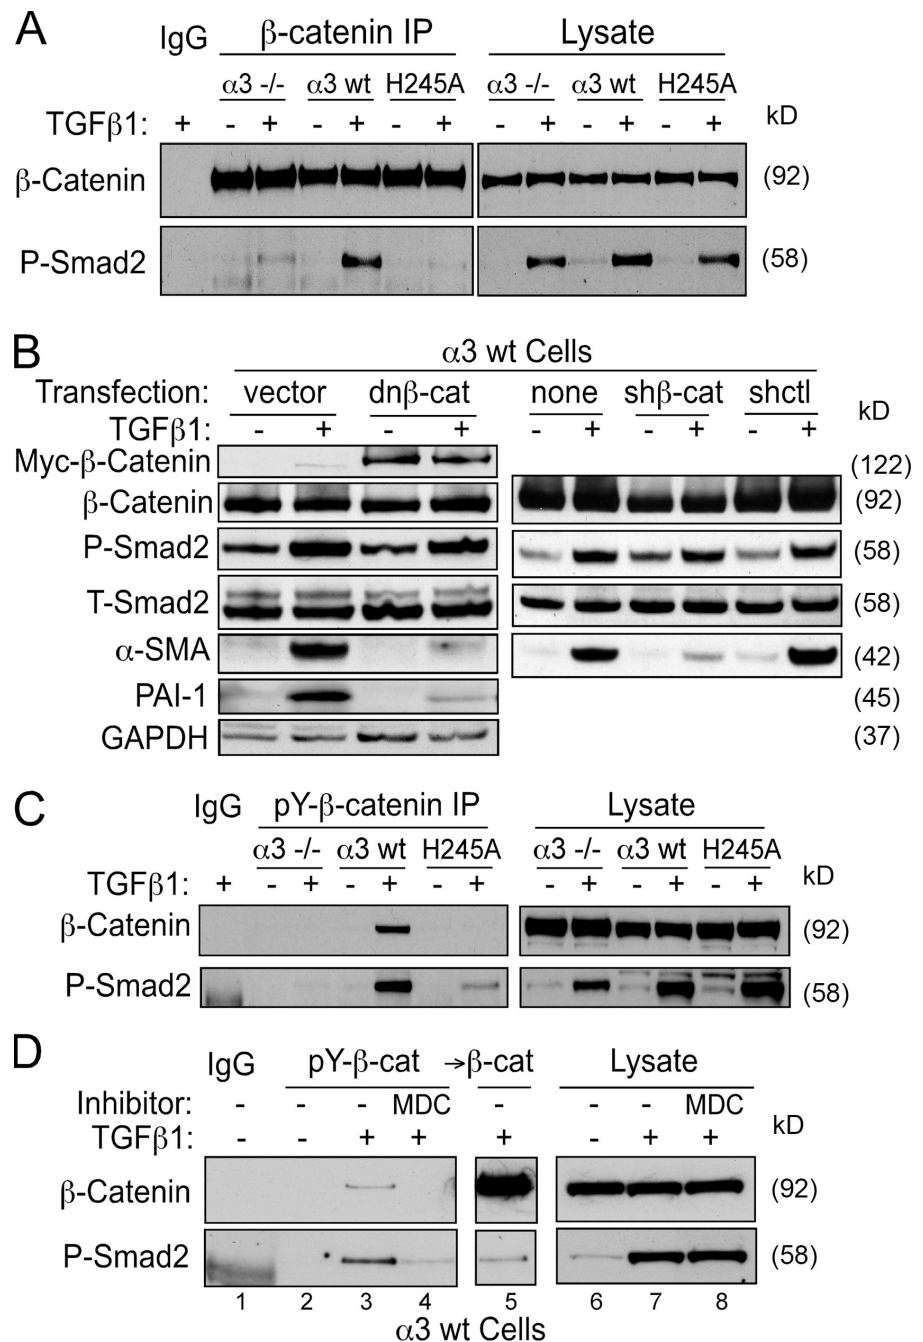 A
IgG β-catenin IP Lysate
α3 -/- α3 wt H245A α3 -/- α3 wt H245A
TGFβ1: + - + - + - + - + - + - + kD
β-Catenin (92)
P-Smad2 (58)
B
α3 wt Cells
Transfection: vector dnβ-cat none shβ-cat shctl kD
TGFβ1: - + - + - + - + - +
Myc-β-Catenin (122)
β-Catenin (92)
P-Smad2 (58)
T-Smad2 (58)
α-SMA (42)
PAI-1 (45)
GAPDH (37)
C
IgG pY-β-catenin IP Lysate
α3 -/- α3 wt H245A α3 -/- α3 wt H245A
TGFβ1: + - + - + - + - + - + - + kD
β-Catenin (92)
P-Smad2 (58)
D
IgG pY-β-cat →β-cat Lysate
Inhibitor: - - - MDC - - - MDC
TGFβ1: - - + + + - + + kD
β-Catenin (92)
P-Smad2 (58)
1 2 3 4 5 6 7 8
α3 wt Cells